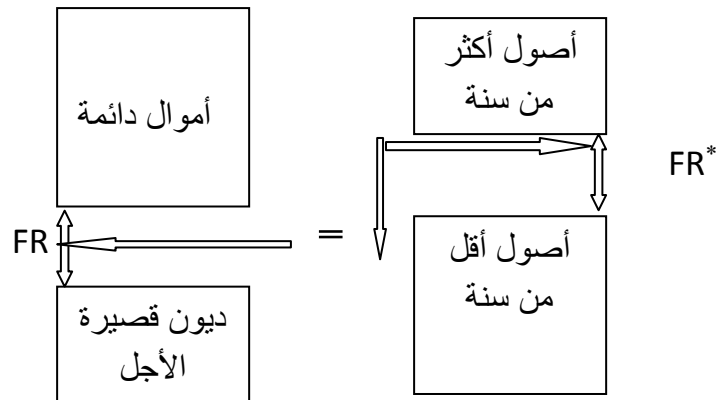 أصول أكثر
من سنة
أموال دائمة
FR*
FR
=
أصول أقل
من سنة
ديون قصيرة
الأجل